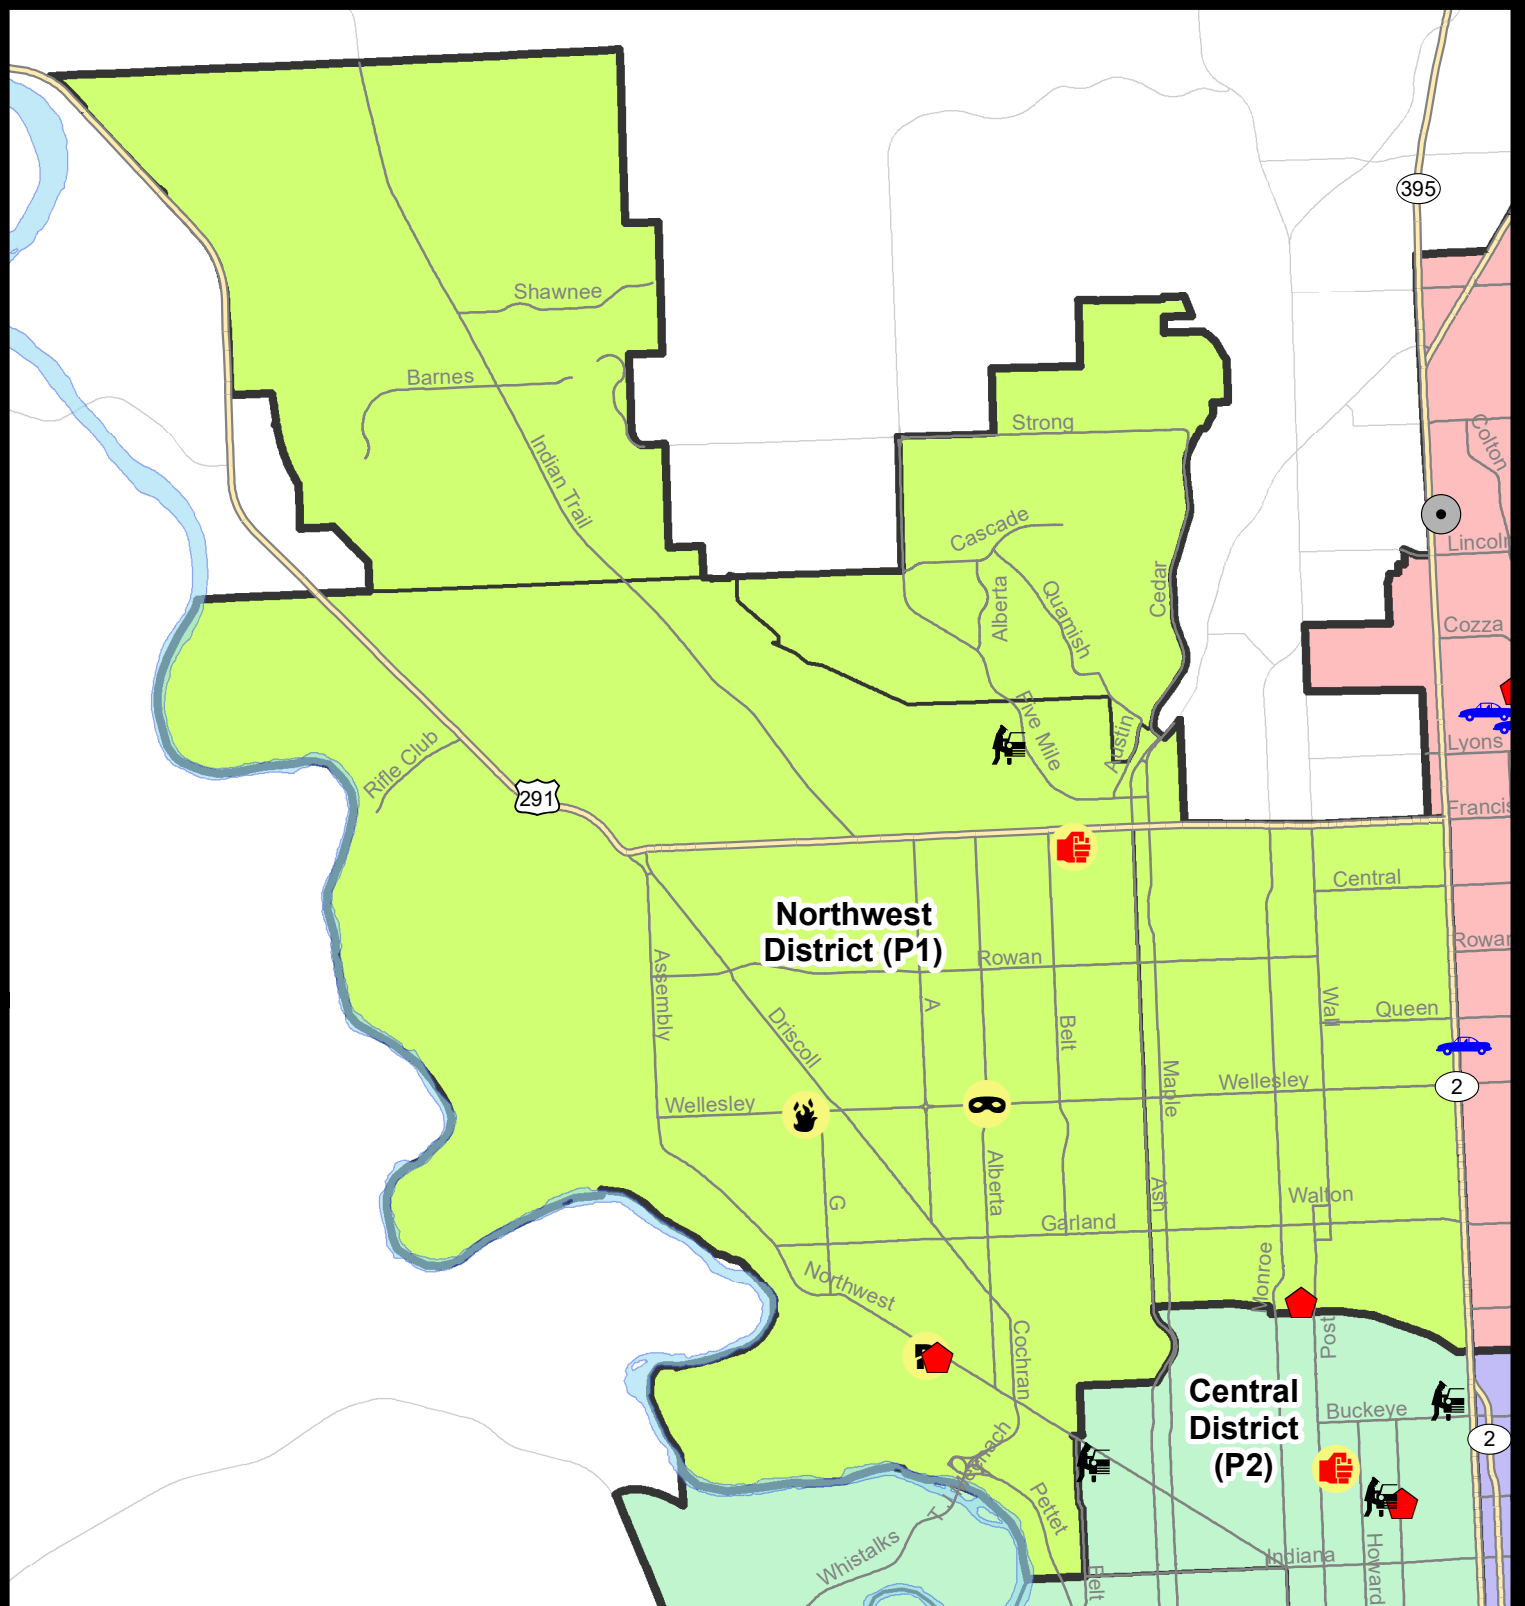 395
Shawnee
Barnes
Strong
Colton
Indian Trail
Cascade
Lincoln
Alberta
Quamish
Cedar
Cozza
Five Mile
Austin
Lyons
Rifle Club
291
Francis
Central
Northwest
District (P1)
Rowan
Rowan
Assembly
A
Driscoll
Belt
Wall
Queen
Maple
Wellesley
2
Wellesley
Alberta
Ash
G
Walton
Garland
Monroe
Northwest
Cochran
Post
Central
District
(P2)
Buckeye
2
Pettet
Whistalks
Indiana
Howard
Belt